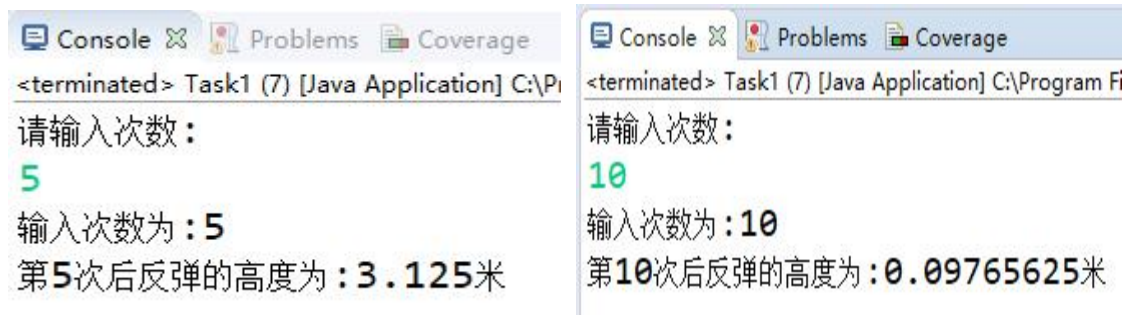 Console Problems Coverage
<terminated> Task1 (7) [Java Application] C:\Pr
请输入次数:
5
输入次数为:5
第5次后反弹的高度为:3.125米
Console Problems Coverage
<terminated> Task1 (7) [Java Application] C:\Program Fi
请输入次数:
10
输入次数为:10
第10次后反弹的高度为:0.09765625米